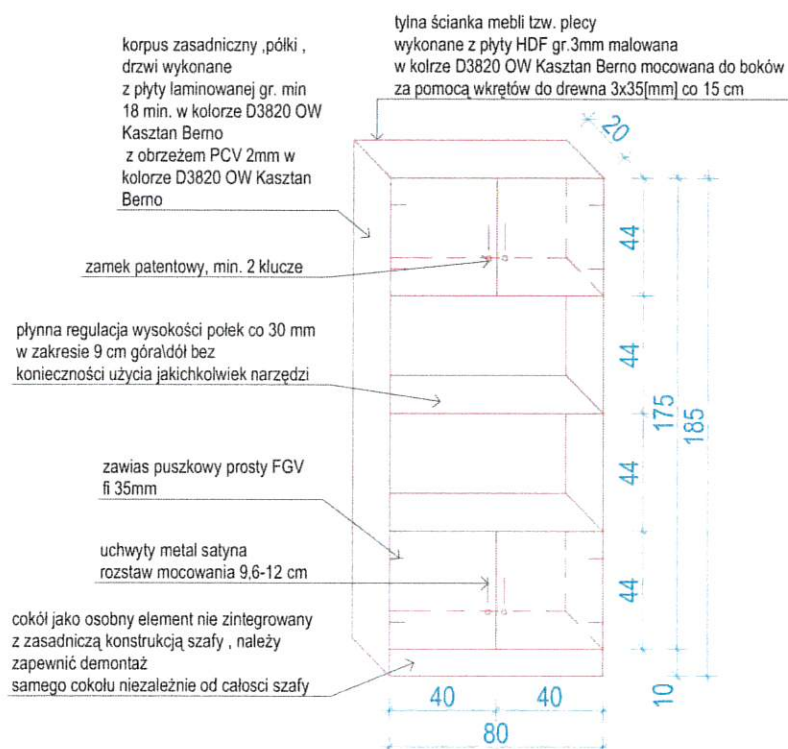 tylna ścianka mebli tzw. plecy
wykonane z płyty HDF gr.3mm malowana
w kolrze D3820 OW Kasztan Berno mocowana do boków
za pomocą wkrętów do drewna 3x35[mm] co 15 cm
korpus zasadniczy ,półki ,
drzwi wykonane
z płyty łaminowanej gr. min
18 min. w kolorze D3820 OW
Kasztan Berno
z obrzeżem PCV 2mm w
kolorze D3820 OW Kasztan
Berno
zamek patentowy, min. 2 klucze
płynna regulacja wysokości połek co 30 mm
w zakresie 9 cm góra\dół bez
konieczności użycia jakichkolwiek narzędzi
zawias puszkowy prosty FGV
fi 35mm
uchwyty metal satyna
rozstaw mocowania 9,6-12 cm
cokół jako osobny element nie zintegrowany
z zasadniczą konstrukcją szafy , należy
zapewnić demontaż
samego cokołu niezależnie od całosci szafy
20
44
44
44
44
175
185
10
40
40
80